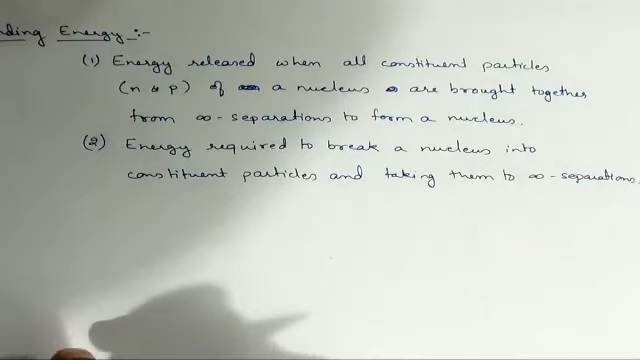 nding Energy :-
(1) Energy released when all constituent particles
(n & p) of a nucleus are brought together
from ∞-separations to form a nucleus.
(2) Energy required to break a nucleus into
constituent particles and taking them to ∞-separations.